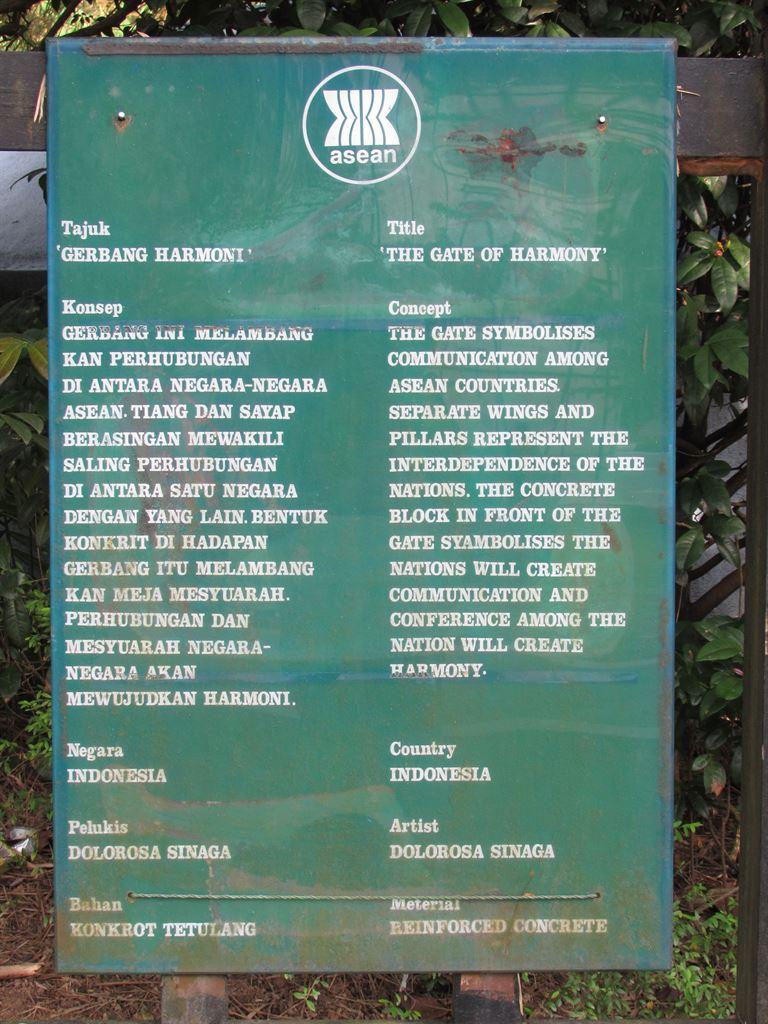 asean
Tajuk
'GERBANG HARMONI'
Konsep
GERBANG INI MELAMBANG
KAN PERHUBUNGAN
DI ANTARA NEGARA-NEGARA
ASEAN. TIANG DAN SAYAP
BERASINGAN MEWAKILI
SALING PERHUBUNGAN
DI ANTARA SATU NEGARA
DENGAN YANG LAIN. BENTUK
KONKRIT DI HADAPAN
GERBANG ITU MELAMBANG
KAN MEJA MESYUARAH.
PERHUBUNGAN DAN
MESYUARAH NEGARA-
NEGARA AKAN
MEWUJUDKAN HARMONI.
Negara
INDONESIA
Pelukis
DOLOROSA SINAGA
Bahan
KONKROT TETULANG
Title
'THE GATE OF HARMONY'
Concept
THE GATE SYMBOLISES
COMMUNICATION AMONG
ASEAN COUNTRIES.
SEPARATE WINGS AND
PILLARS REPRESENT THE
INTERDEPENDENCE OF THE
NATIONS. THE CONCRETE
BLOCK IN FRONT OF THE
GATE SYAMBOLISES THE
NATIONS WILL CREATE
COMMUNICATION AND
CONFERENCE AMONG THE
NATION WILL CREATE
HARMONY.
Country
INDONESIA
Artist
DOLOROSA SINAGA
Meterial
REINFORCED CONCRETE